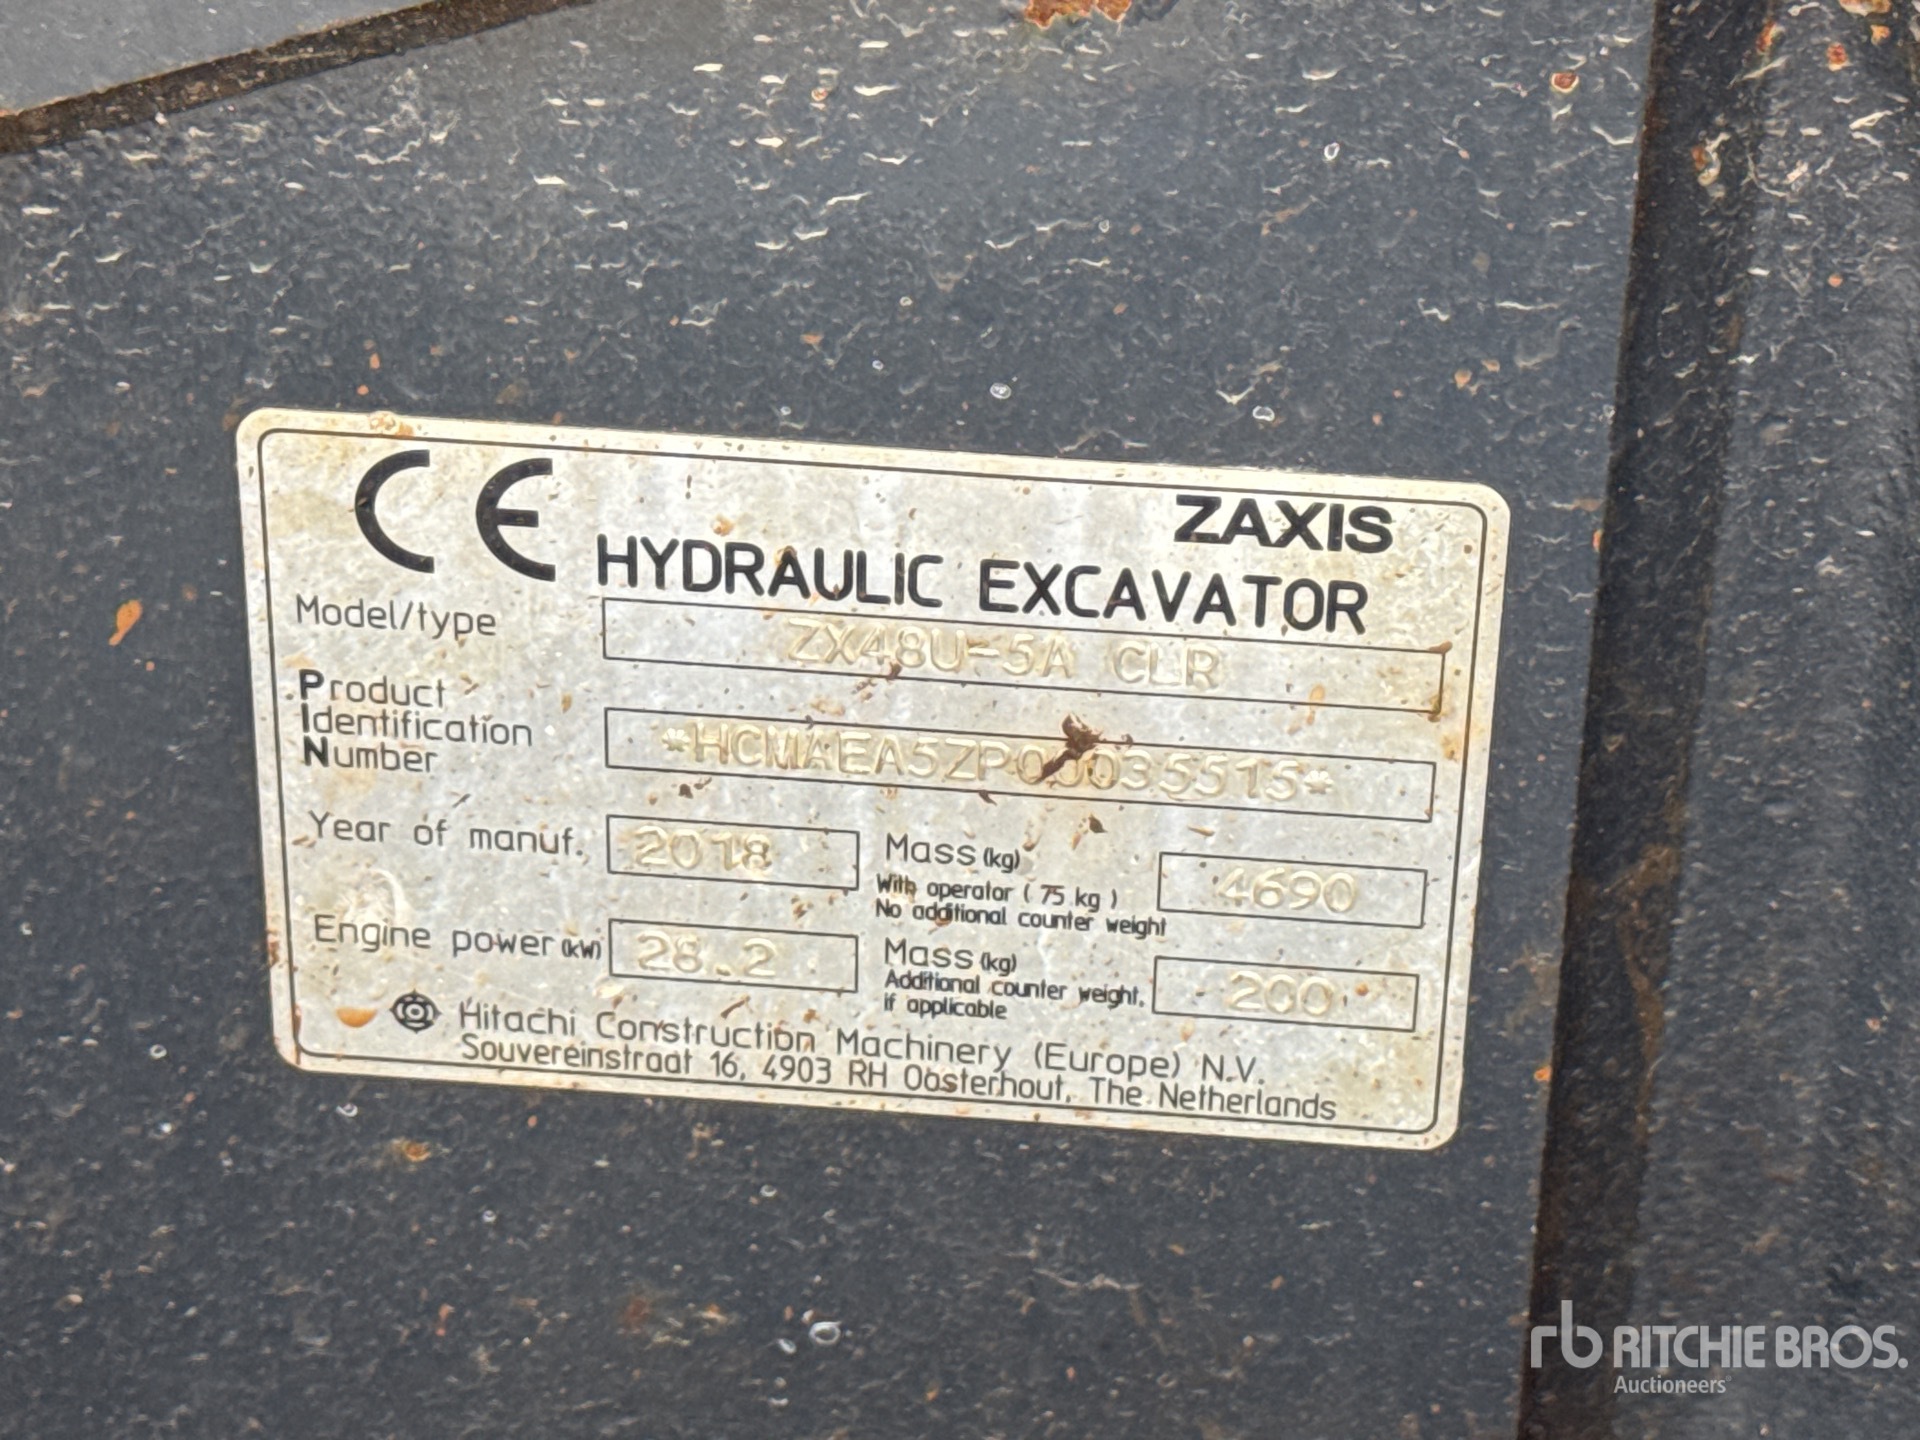 CE
ZAXIS
HYDRAULIC EXCAVATOR
Model/type
ZX48U-5A CLR
Product
Identification
Number
*HCMAEA5ZP00035515*
Year of manuf.
2018
Mass (kg)
With operator ( 75 kg )
No additional counter weight
4690
Engine power (kW)
28.2
Mass (kg)
Additional counter weight,
if applicable
200
Hitachi Construction Machinery (Europe) N.V.
Souvereinstraat 16, 4903 RH Oosterhout, The Netherlands
rb RITCHIE BROS.
Auctioneers